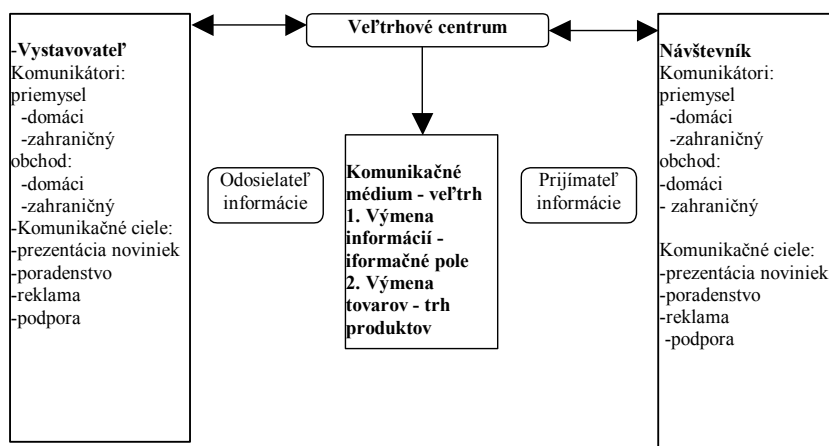 Veľtrhové centrum
-Vystavovateľ
Komunikátori:
priemysel
-domáci
-zahraničný
obchod:
-domáci
-zahraničný
-Komunikačné ciele:
-prezentácia noviniek
-poradenstvo
-reklama
-podpora
Odosielateľ
informácie
Komunikačné
médium - veľtrh
1. Výmena
informácií -
iformačné pole
2. Výmena
tovarov - trh
produktov
Prijímateľ
informácie
Návštevník
Komunikátori:
priemysel
-domáci
-zahraničný
obchod:
-domáci
- zahraničný
Komunikačné ciele:
-prezentácia noviniek
-poradenstvo
-reklama
-podpora